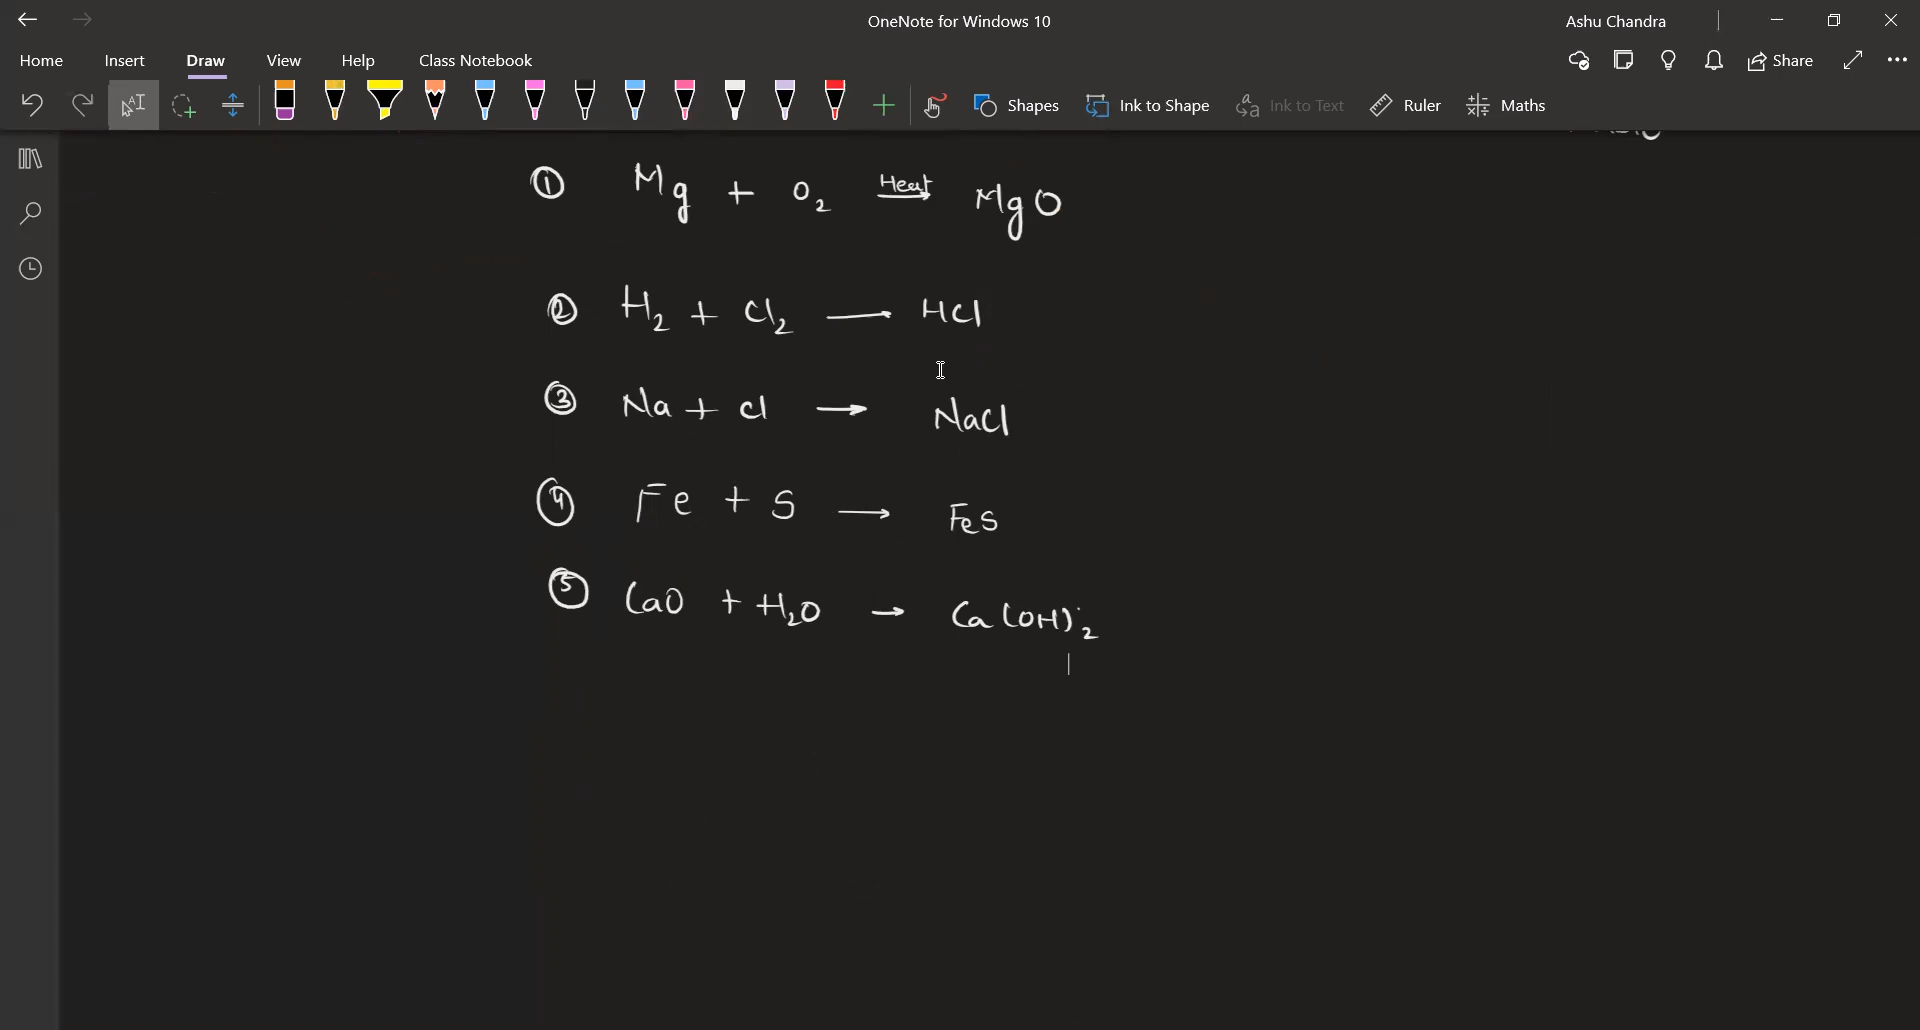 OneNote for Windows 10
Ashu Chandra
Home Insert Draw View Help Class Notebook
Share
Shapes Ink to Shape Ink to Text Ruler Maths
① Mg + O₂ Heat→ MgO
② H₂ + Cl₂ — HCl
③ Na + Cl → NaCl
④ Fe + S → FeS
⑤ CaO + H₂O → Ca(OH)₂